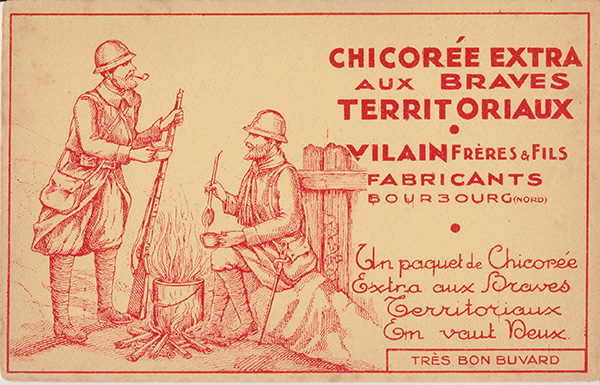 CHICORÉE EXTRA
AUX BRAVES
TERRITORIAUX
VILAIN FRÈRES & FILS
FABRICANTS
BOURBOURG (NORD)
Un paquet de Chicorée
Extra aux Braves
Territoriaux
En vaut Deux.
TRÈS BON BUVARD